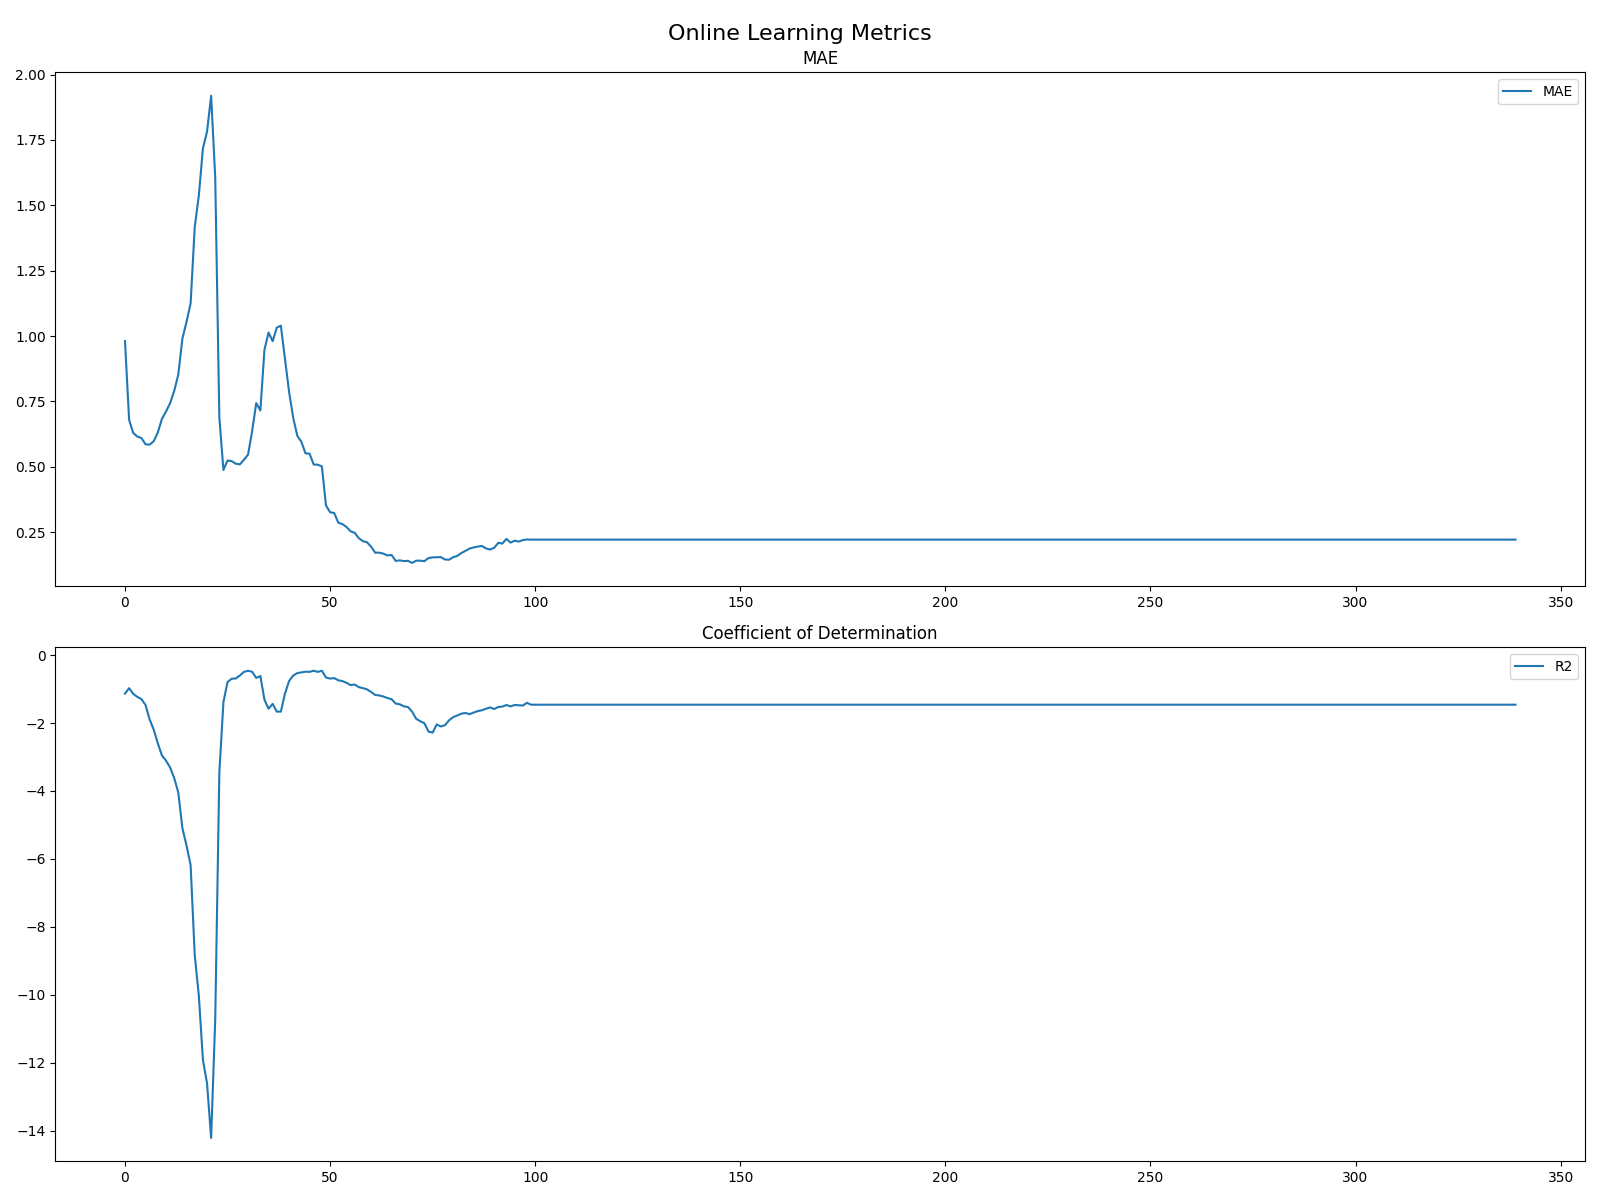 Online Learning Metrics
MAE
MAE
2.00
1.75
1.50
1.25
1.00
0.75
0.50
0.25
0 50 100 150 200 250 300 350
Coefficient of Determination
R2
0
−2
−4
−6
−8
−10
−12
−14
0 50 100 150 200 250 300 350